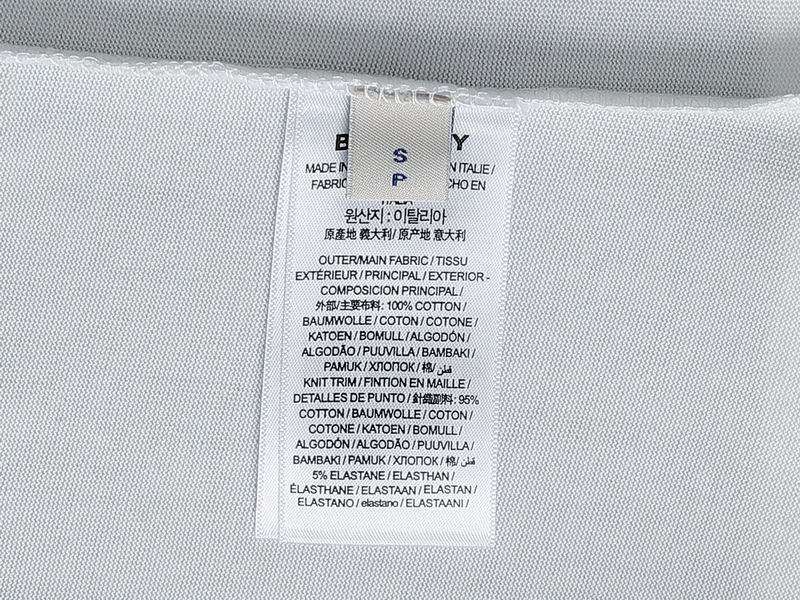 B Y
S
P
MADE IN N ITALIE /
FABRIC CHO EN
ITALIA
원산지 : 이탈리아
原產地 義大利/ 原产地 意大利
OUTER/MAIN FABRIC / TISSU
EXTÉRIEUR / PRINCIPAL / EXTERIOR -
COMPOSICION PRINCIPAL /
外部/主要布料: 100% COTTON /
BAUMWOLLE / COTON / COTONE /
KATOEN / BOMULL / ALGODÓN /
ALGODÃO / PUUVILLA / BAMBAKI /
PAMUK / ХЛОПОК / 棉/ قطن
KNIT TRIM / FINTION EN MAILLE /
DETALLES DE PUNTO / 針織副料: 95%
COTTON / BAUMWOLLE / COTON /
COTONE / KATOEN / BOMULL /
ALGODÓN / ALGODÃO / PUUVILLA /
BAMBAKI / PAMUK / ХЛОПОК / 棉/ قطن
5% ELASTANE / ELASTHAN /
ÉLASTHANE / ELASTAAN / ELASTAN /
ELASTANO / elastano / ELASTAANI /